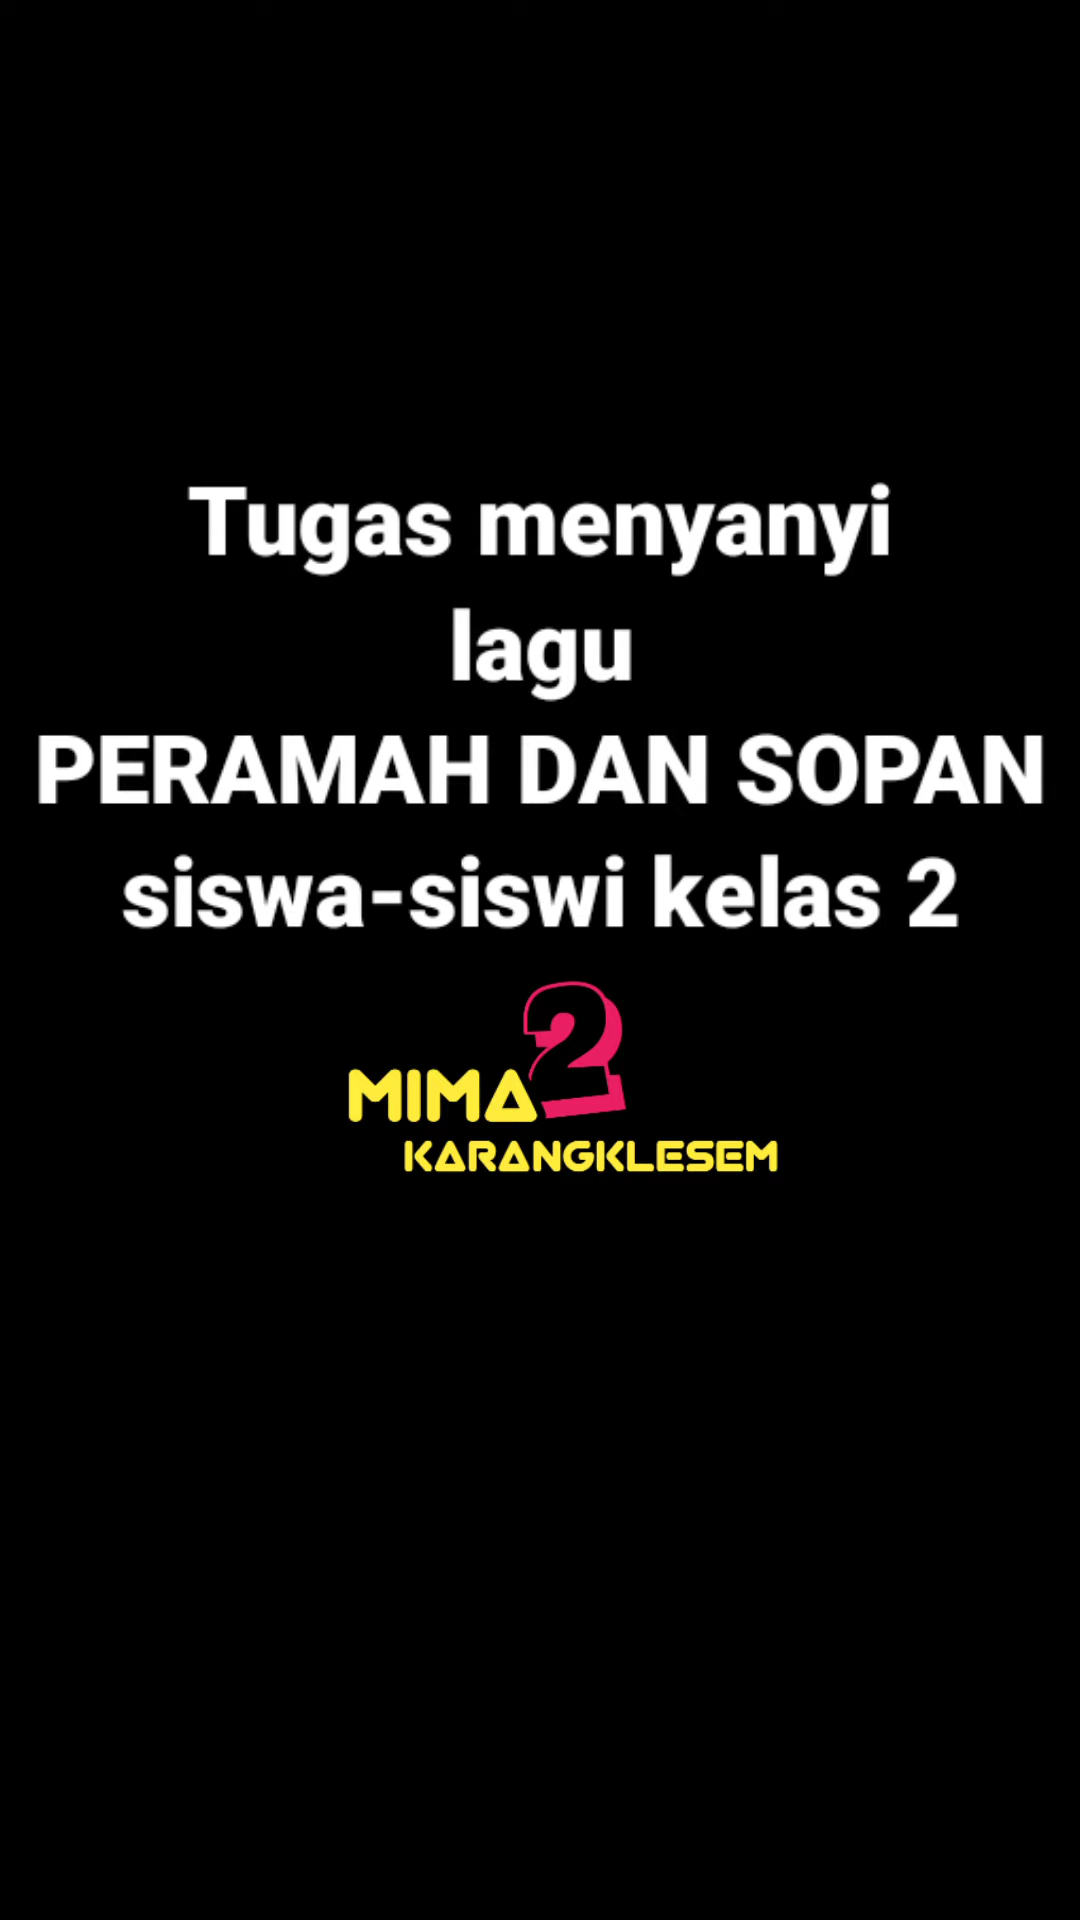 Tugas menyanyi
lagu
PERAMAH DAN SOPAN
siswa-siswi kelas 2
MIMA 2
KARANGKLESEM